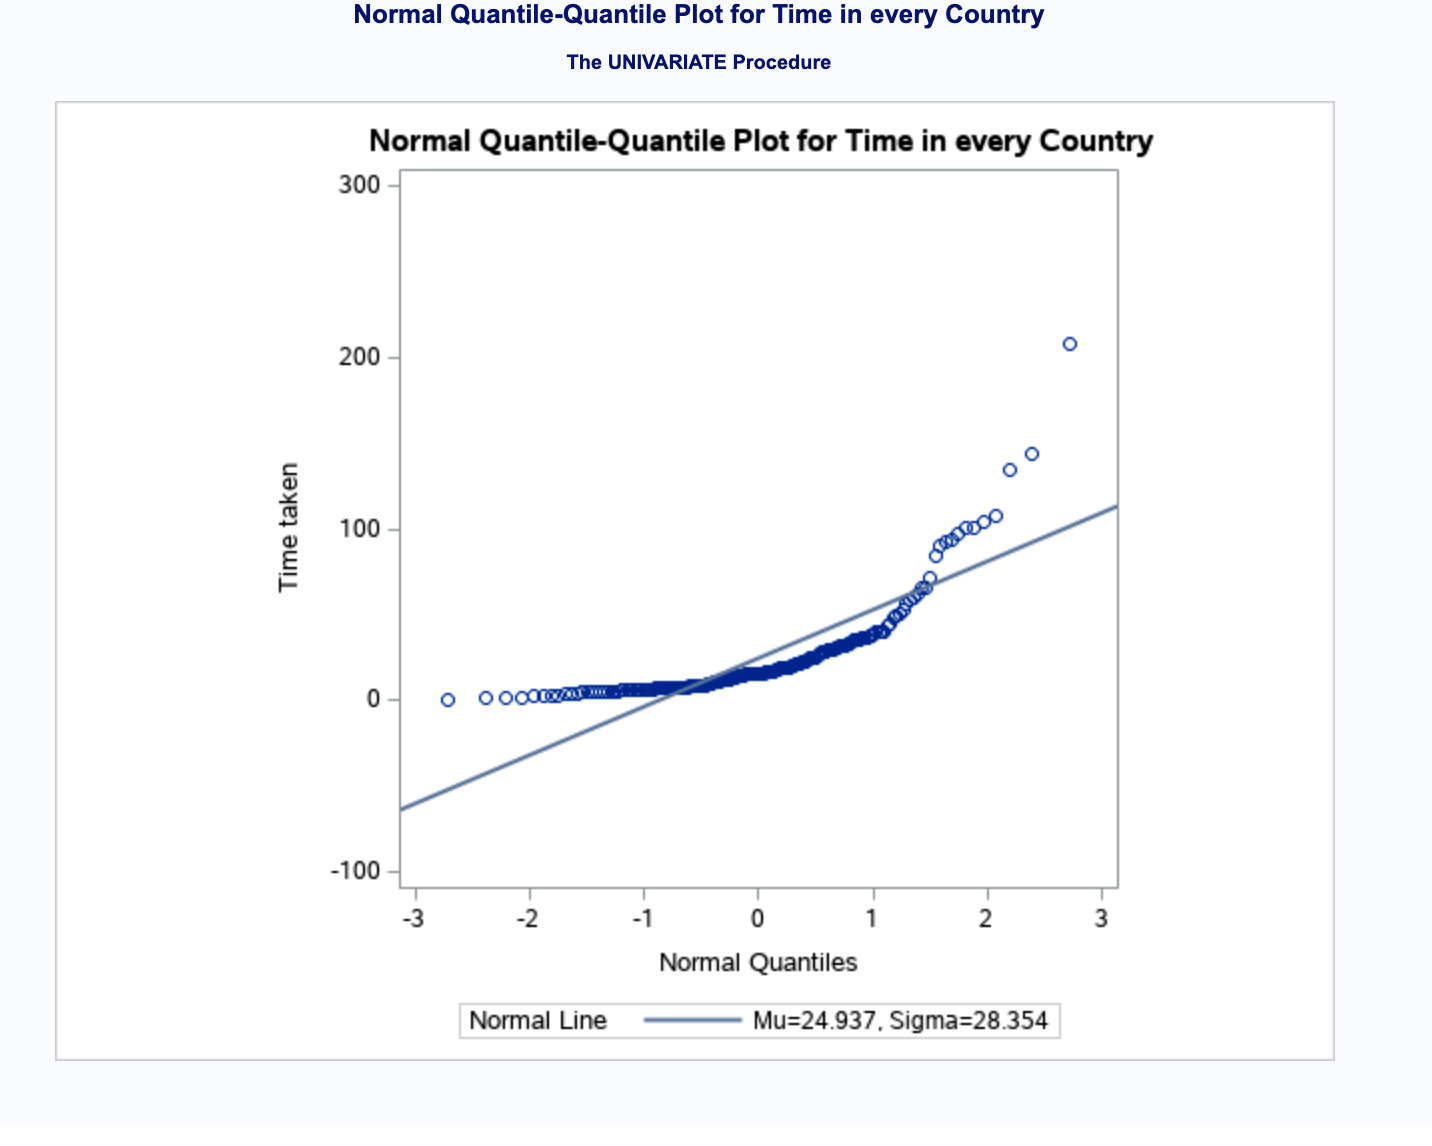 Normal Quantile-Quantile Plot for Time in every Country
The UNIVARIATE Procedure
Normal Quantile-Quantile Plot for Time in every Country
300
200
100
0
-100
Time taken
-3 -2 -1 0 1 2 3
Normal Quantiles
Normal Line Mu=24.937, Sigma=28.354